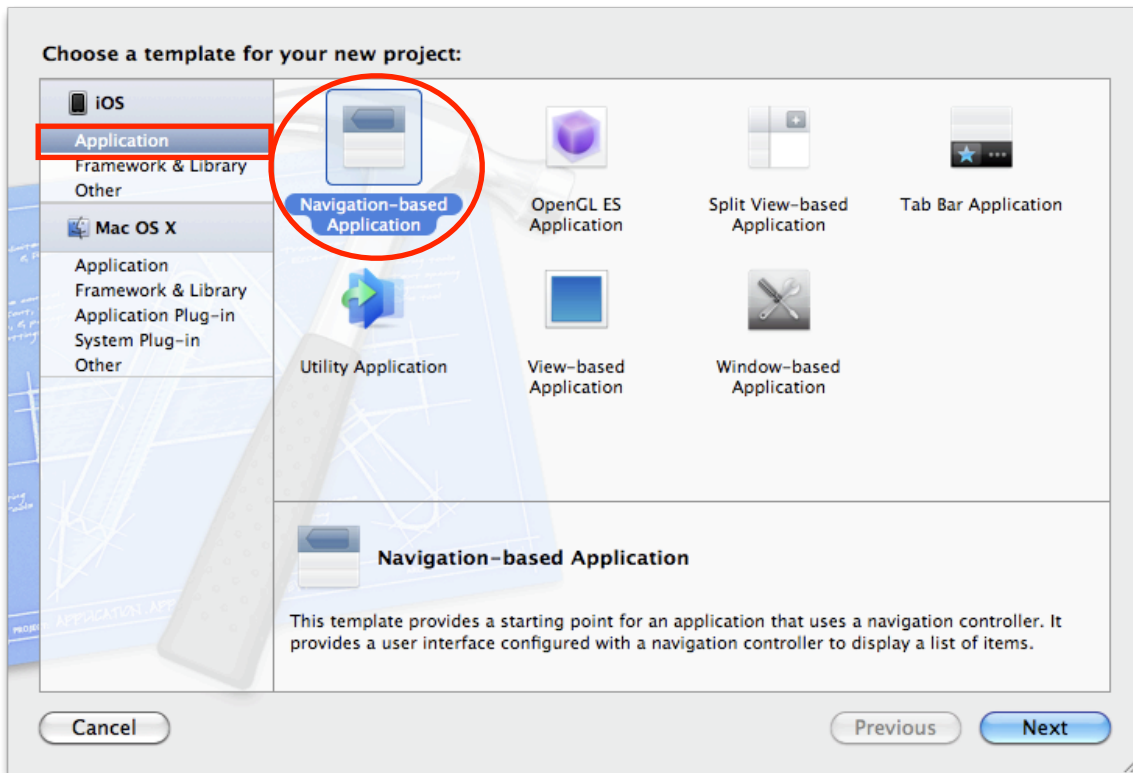 Choose a template for your new project:
iOS
Application
Framework & Library
Other
Mac OS X
Application
Framework & Library
Application Plug-in
System Plug-in
Other
Navigation-based
Application
OpenGL ES
Application
Split View-based
Application
Tab Bar Application
Utility Application
View-based
Application
Window-based
Application
Navigation-based Application
This template provides a starting point for an application that uses a navigation controller. It
provides a user interface configured with a navigation controller to display a list of items.
Cancel
Previous
Next